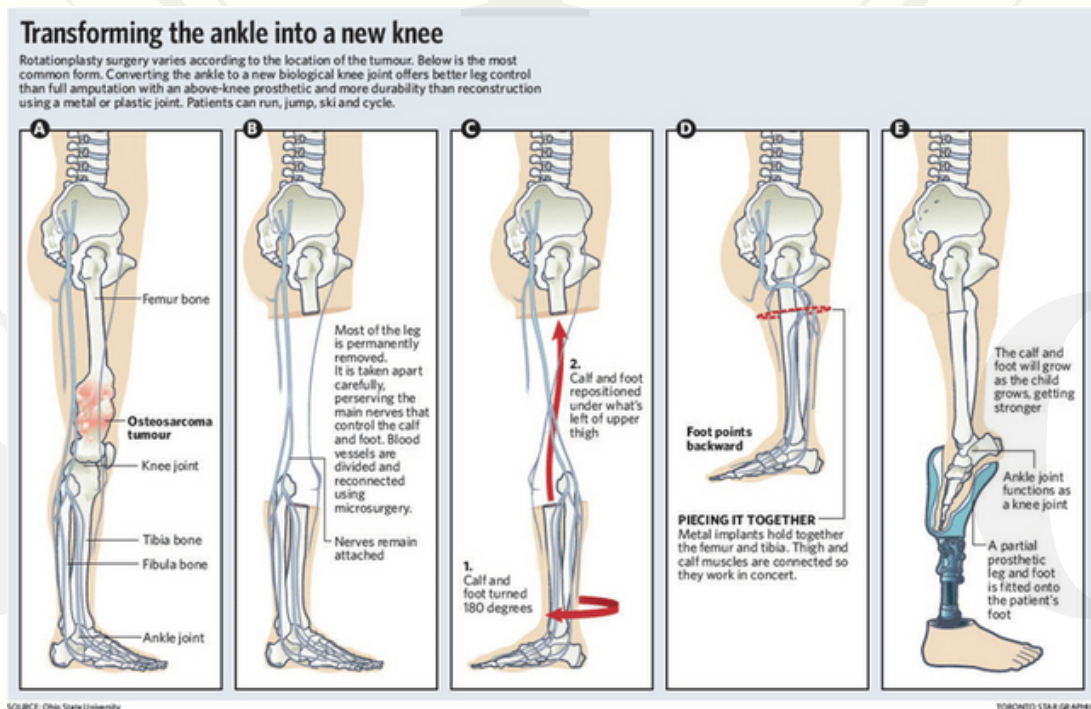 Transforming the ankle into a new knee
Rotationplasty surgery varies according to the location of the tumour. Below is the most
common form. Converting the ankle to a new biological knee joint offers better leg control
than full amputation with an above-knee prosthetic and more durability than reconstruction
using a metal or plastic joint. Patients can run, jump, ski and cycle.
A
Femur bone
Osteosarcoma
tumour
Knee joint
Tibia bone
Fibula bone
Ankle joint
B
Most of the leg
is permanently
removed.
It is taken apart
carefully,
perserving the
main nerves that
control the calf
and foot. Blood
vessels are
divided and
reconnected
using
microsurgery.
Nerves remain
attached
C
2.
Calf and foot
repositioned
under what's
left of upper
thigh
1.
Calf and
foot turned
180 degrees
D
Foot points
backward
PIECING IT TOGETHER
Metal implants hold together
the femur and tibia. Thigh and
calf muscles are connected so
they work in concert.
E
The calf and
foot will grow
as the child
grows, getting
stronger
Ankle joint
functions as
a knee joint
A partial
prosthetic
leg and foot
is fitted onto
the patient's
foot
SOURCE: Ohio State University
TORONTO STAR GRAPHIC